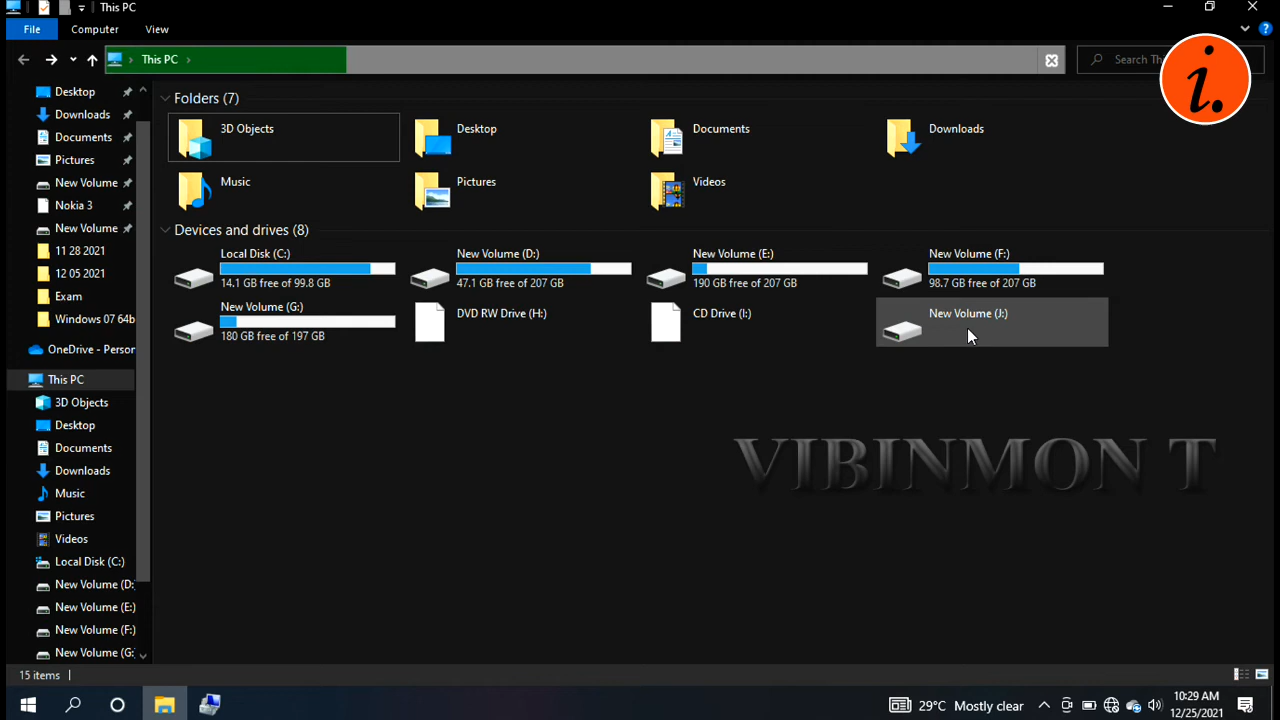 This PC
File
Computer
View
This PC
Search Th
i.
Desktop
Downloads
Documents
Pictures
New Volume
Nokia 3
New Volume
11 28 2021
12 05 2021
Exam
Windows 07 64b
OneDrive - Person
This PC
3D Objects
Desktop
Documents
Downloads
Music
Pictures
Videos
Local Disk (C:)
New Volume (D:
New Volume (E:)
New Volume (F:)
New Volume (G:
Folders (7)
3D Objects
Desktop
Documents
Downloads
Music
Pictures
Videos
Devices and drives (8)
Local Disk (C:)
14.1 GB free of 99.8 GB
New Volume (D:)
47.1 GB free of 207 GB
New Volume (E:)
190 GB free of 207 GB
New Volume (F:)
98.7 GB free of 207 GB
New Volume (G:)
180 GB free of 197 GB
DVD RW Drive (H:)
CD Drive (I:)
New Volume (J:)
VIBINMON T
15 items
29°C Mostly clear
10:29 AM
12/25/2021